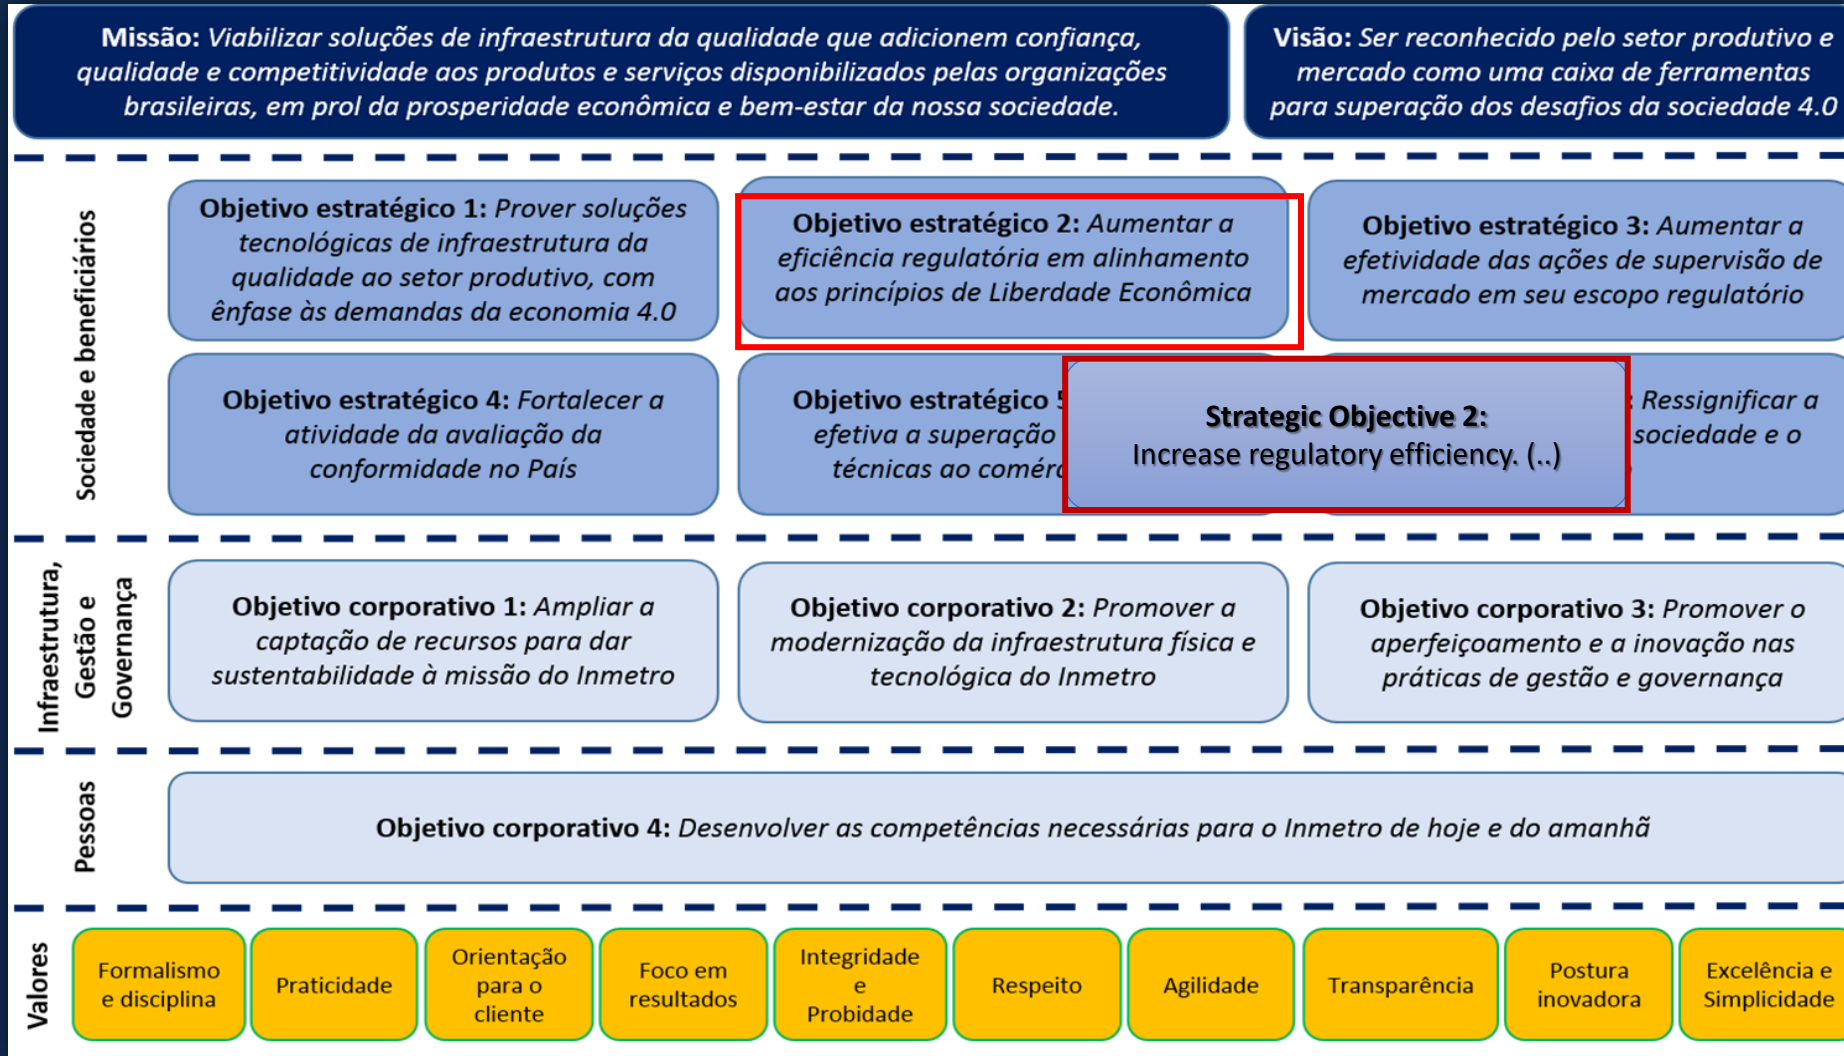 Missão: Viabilizar soluções de infraestrutura da qualidade que adicionem confiança,
qualidade e competitividade aos produtos e serviços disponibilizados pelas organizações
brasileiras, em prol da prosperidade econômica e bem-estar da nossa sociedade.
Visão: Ser reconhecido pelo setor produtivo e
mercado como uma caixa de ferramentas
para superação dos desafios da sociedade 4.0
Sociedade e beneficiários
Objetivo estratégico 1: Prover soluções
tecnológicas de infraestrutura da
qualidade ao setor produtivo, com
ênfase às demandas da economia 4.0
Objetivo estratégico 2: Aumentar a
eficiência regulatória em alinhamento
aos princípios de Liberdade Econômica
Objetivo estratégico 3: Aumentar a
efetividade das ações de supervisão de
mercado em seu escopo regulatório
Objetivo estratégico 4: Fortalecer a
atividade da avaliação da
conformidade no País
Objetivo estratégico
efetiva a superação
técnicas ao
Strategic Objective 2:
Increase regulatory efficiency. (..)
: Ressignificar a
sociedade e o
Infraestrutura,
Gestão e
Governança
Objetivo corporativo 1: Ampliar a
captação de recursos para dar
sustentabilidade à missão do Inmetro
Objetivo corporativo 2: Promover a
modernização da infraestrutura física e
tecnológica do Inmetro
Objetivo corporativo 3: Promover o
aperfeiçoamento e a inovação nas
práticas de gestão e governança
Pessoas
Objetivo corporativo 4: Desenvolver as competências necessárias para o Inmetro de hoje e do amanhã
Valores
Formalismo
e disciplina
Praticidade
Orientação
para o
cliente
Foco em
resultados
Integridade
e
Probidade
Respeito
Agilidade
Transparência
Postura
inovadora
Excelência e
Simplicidade